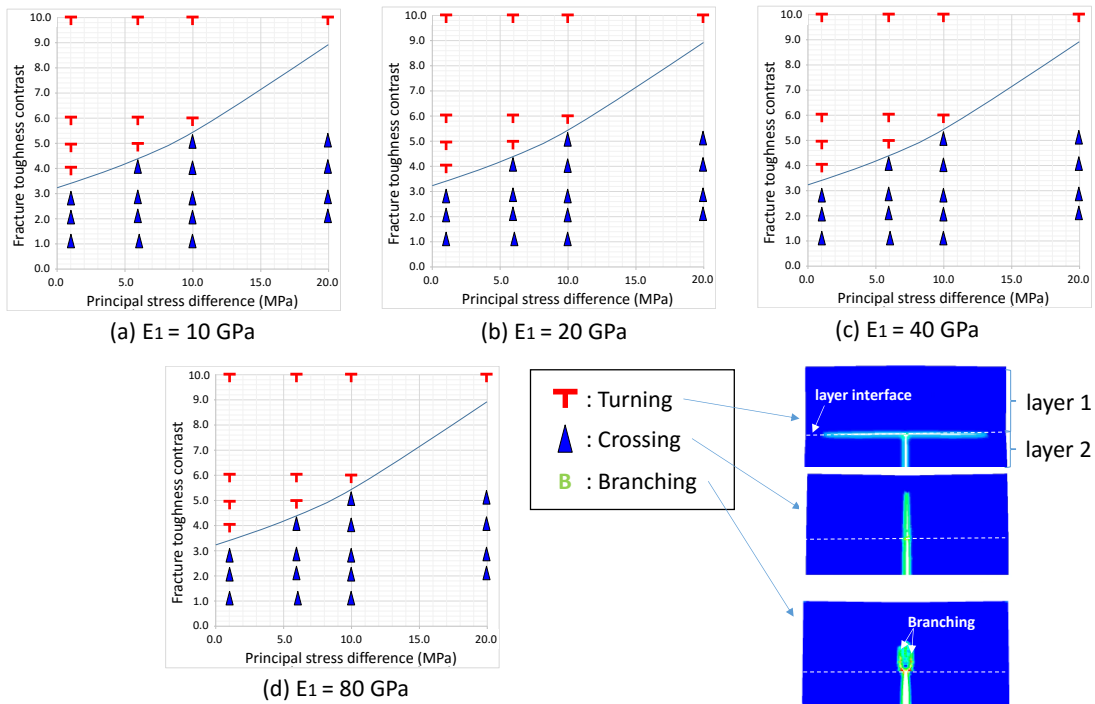 10.0
9.0
8.0
7.0
6.0
5.0
4.0
3.0
2.0
1.0
0.0
Fracture toughness contrast
0.0 5.0 10.0 15.0 20.0
Principal stress difference (MPa)
(a) E1 = 10 GPa
10.0
9.0
8.0
7.0
6.0
5.0
4.0
3.0
2.0
1.0
0.0
Fracture toughness contrast
0.0 5.0 10.0 15.0 20.0
Principal stress difference (MPa)
(b) E1 = 20 GPa
10.0
9.0
8.0
7.0
6.0
5.0
4.0
3.0
2.0
1.0
0.0
Fracture toughness contrast
0.0 5.0 10.0 15.0 20.0
Principal stress difference (MPa)
(c) E1 = 40 GPa
10.0
9.0
8.0
7.0
6.0
5.0
4.0
3.0
2.0
1.0
0.0
Fracture toughness contrast
0.0 5.0 10.0 15.0 20.0
Principal stress difference (MPa)
(d) E1 = 80 GPa
: Turning
: Crossing
B : Branching
layer interface
layer 1
layer 2
Branching